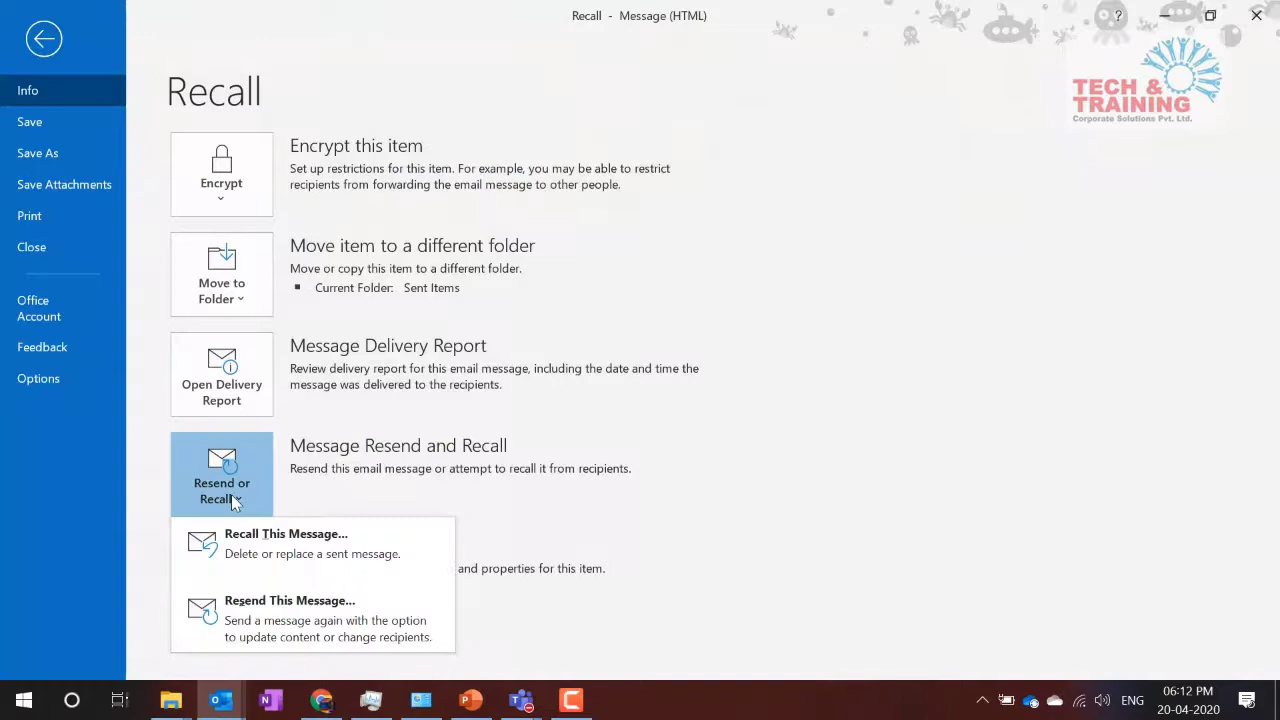 Recall - Message (HTML)
?
TECH &
TRAINING
Corporate Solutions Pvt. Ltd.
Info
Save
Save As
Save Attachments
Print
Close
Office
Account
Feedback
Options
Recall
Encrypt
Encrypt this item
Set up restrictions for this item. For example, you may be able to restrict
recipients from forwarding the email message to other people.
Move to
Folder
Move item to a different folder
Move or copy this item to a different folder.
Current Folder: Sent Items
Open Delivery
Report
Message Delivery Report
Review delivery report for this email message, including the date and time the
message was delivered to the recipients.
Resend or
Recall
Message Resend and Recall
Resend this email message or attempt to recall it from recipients.
Recall This Message...
Delete or replace a sent message.
and properties for this item.
Resend This Message...
Send a message again with the option
to update content or change recipients.
ENG
06:12 PM
20-04-2020